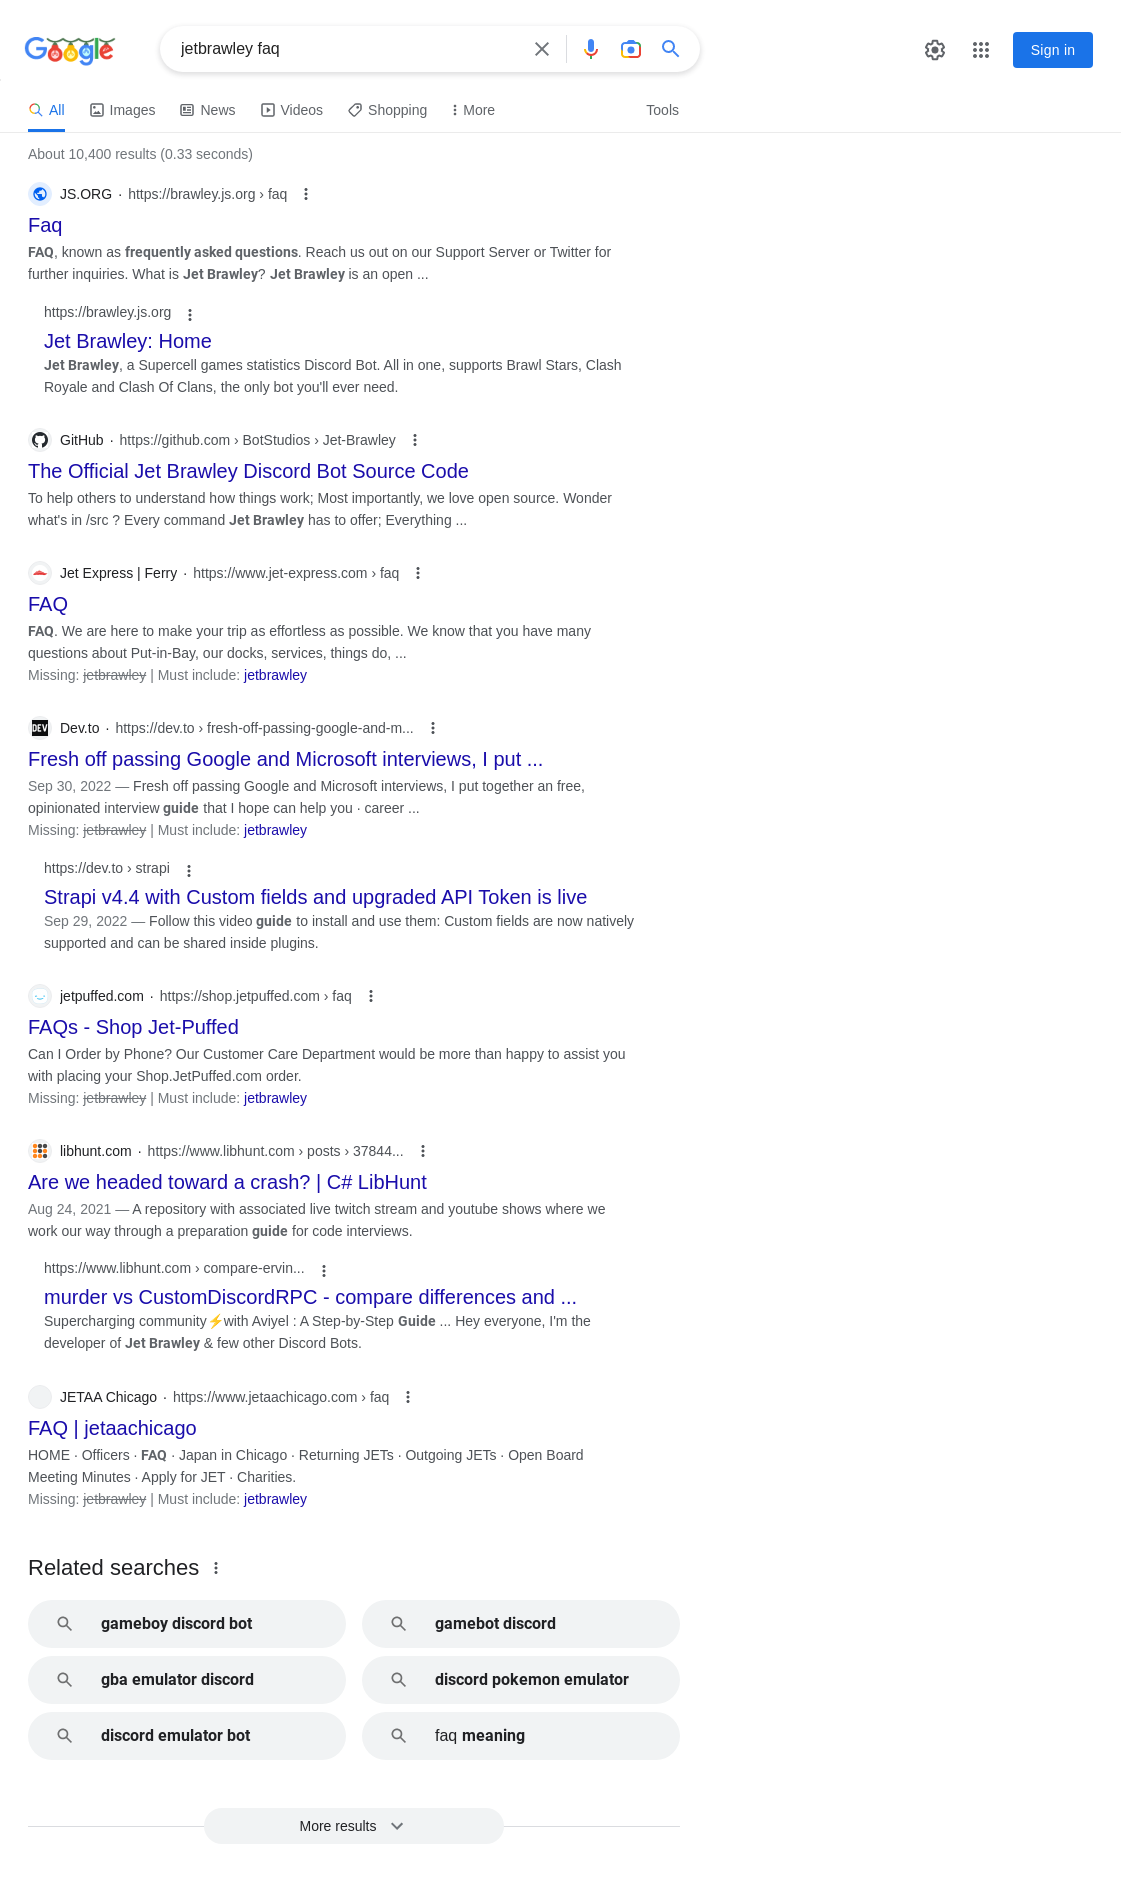 Google
jetbrawley faq
Sign in
All
Images
News
Videos
Shopping
More
Tools
About 10,400 results (0.33 seconds)
JS.ORG · https://brawley.js.org › faq
Faq
FAQ, known as frequently asked questions. Reach us out on our Support Server or Twitter for
further inquiries. What is Jet Brawley? Jet Brawley is an open ...
https://brawley.js.org
Jet Brawley: Home
Jet Brawley, a Supercell games statistics Discord Bot. All in one, supports Brawl Stars, Clash
Royale and Clash Of Clans, the only bot you'll ever need.
GitHub · https://github.com › BotStudios › Jet-Brawley
The Official Jet Brawley Discord Bot Source Code
To help others to understand how things work; Most importantly, we love open source. Wonder
what's in /src ? Every command Jet Brawley has to offer; Everything ...
Jet Express | Ferry · https://www.jet-express.com › faq
FAQ
FAQ. We are here to make your trip as effortless as possible. We know that you have many
questions about Put-in-Bay, our docks, services, things do, ...
Missing: jetbrawley | Must include: jetbrawley
DEV
Dev.to · https://dev.to › fresh-off-passing-google-and-m...
Fresh off passing Google and Microsoft interviews, I put ...
Sep 30, 2022 — Fresh off passing Google and Microsoft interviews, I put together an free,
opinionated interview guide that I hope can help you · career ...
Missing: jetbrawley | Must include: jetbrawley
https://dev.to › strapi
Strapi v4.4 with Custom fields and upgraded API Token is live
Sep 29, 2022 — Follow this video guide to install and use them: Custom fields are now natively
supported and can be shared inside plugins.
jetpuffed.com · https://shop.jetpuffed.com › faq
FAQs - Shop Jet-Puffed
Can I Order by Phone? Our Customer Care Department would be more than happy to assist you
with placing your Shop.JetPuffed.com order.
Missing: jetbrawley | Must include: jetbrawley
libhunt.com · https://www.libhunt.com › posts › 37844...
Are we headed toward a crash? | C# LibHunt
Aug 24, 2021 — A repository with associated live twitch stream and youtube shows where we
work our way through a preparation guide for code interviews.
https://www.libhunt.com › compare-ervin...
murder vs CustomDiscordRPC - compare differences and ...
Supercharging community⚡with Aviyel : A Step-by-Step Guide ... Hey everyone, I'm the
developer of Jet Brawley & few other Discord Bots.
JETAA Chicago · https://www.jetaachicago.com › faq
FAQ | jetaachicago
HOME · Officers · FAQ · Japan in Chicago · Returning JETs · Outgoing JETs · Open Board
Meeting Minutes · Apply for JET · Charities.
Missing: jetbrawley | Must include: jetbrawley
Related searches
gameboy discord bot
gamebot discord
gba emulator discord
discord pokemon emulator
discord emulator bot
faq meaning
More results